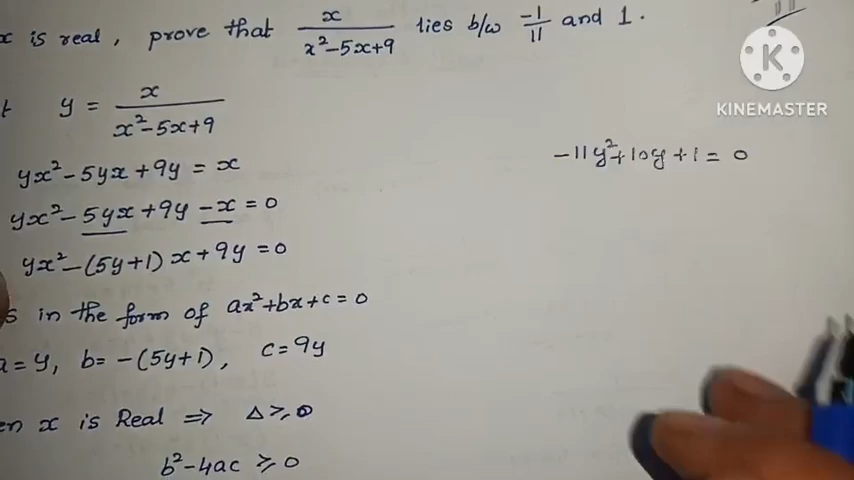 x is real, prove that x/(x²-5x+9) lies b/w -1/11 and 1.
y = x/(x²-5x+9)
yx² - 5yx + 9y = x
yx² - 5yx + 9y - x = 0
yx² - (5y+1) x + 9y = 0
in the form of ax²+bx+c = 0
a = y, b = -(5y+1), c = 9y
x is Real ⇒ Δ ≥ 0
b² - 4ac ≥ 0
-11y² + 10y + 1 = 0
KINEMASTER